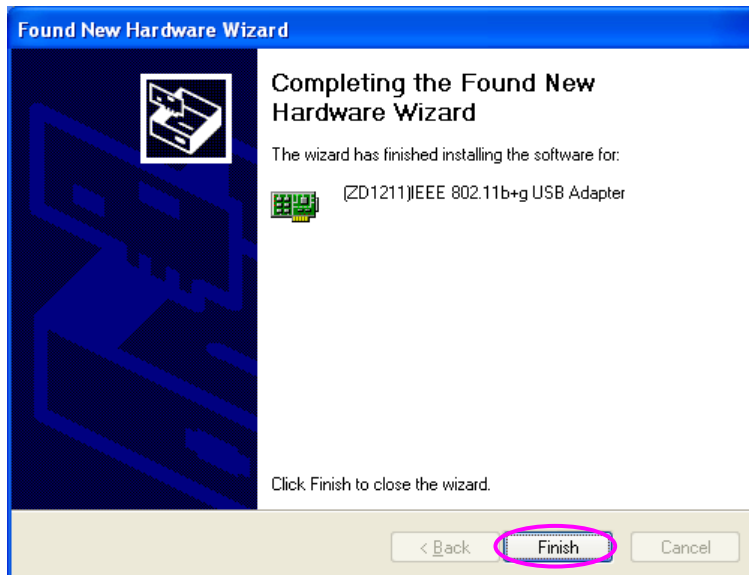 Found New Hardware Wizard
Completing the Found New
Hardware Wizard
The wizard has finished installing the software for:
(ZD1211)IEEE 802.11b+g USB Adapter
Click Finish to close the wizard.
< Back
Finish
Cancel